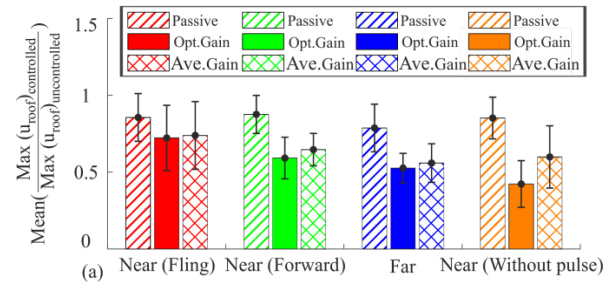 1.5
1
0.5
0
Mean(Max (u_roof)controlled / Max (u_roof)uncontrolled)
Passive Passive Passive Passive
Opt.Gain Opt.Gain Opt.Gain Opt.Gain
Ave.Gain Ave.Gain Ave.Gain Ave.Gain
(a) Near (Fling) Near (Forward) Far Near (Without pulse)